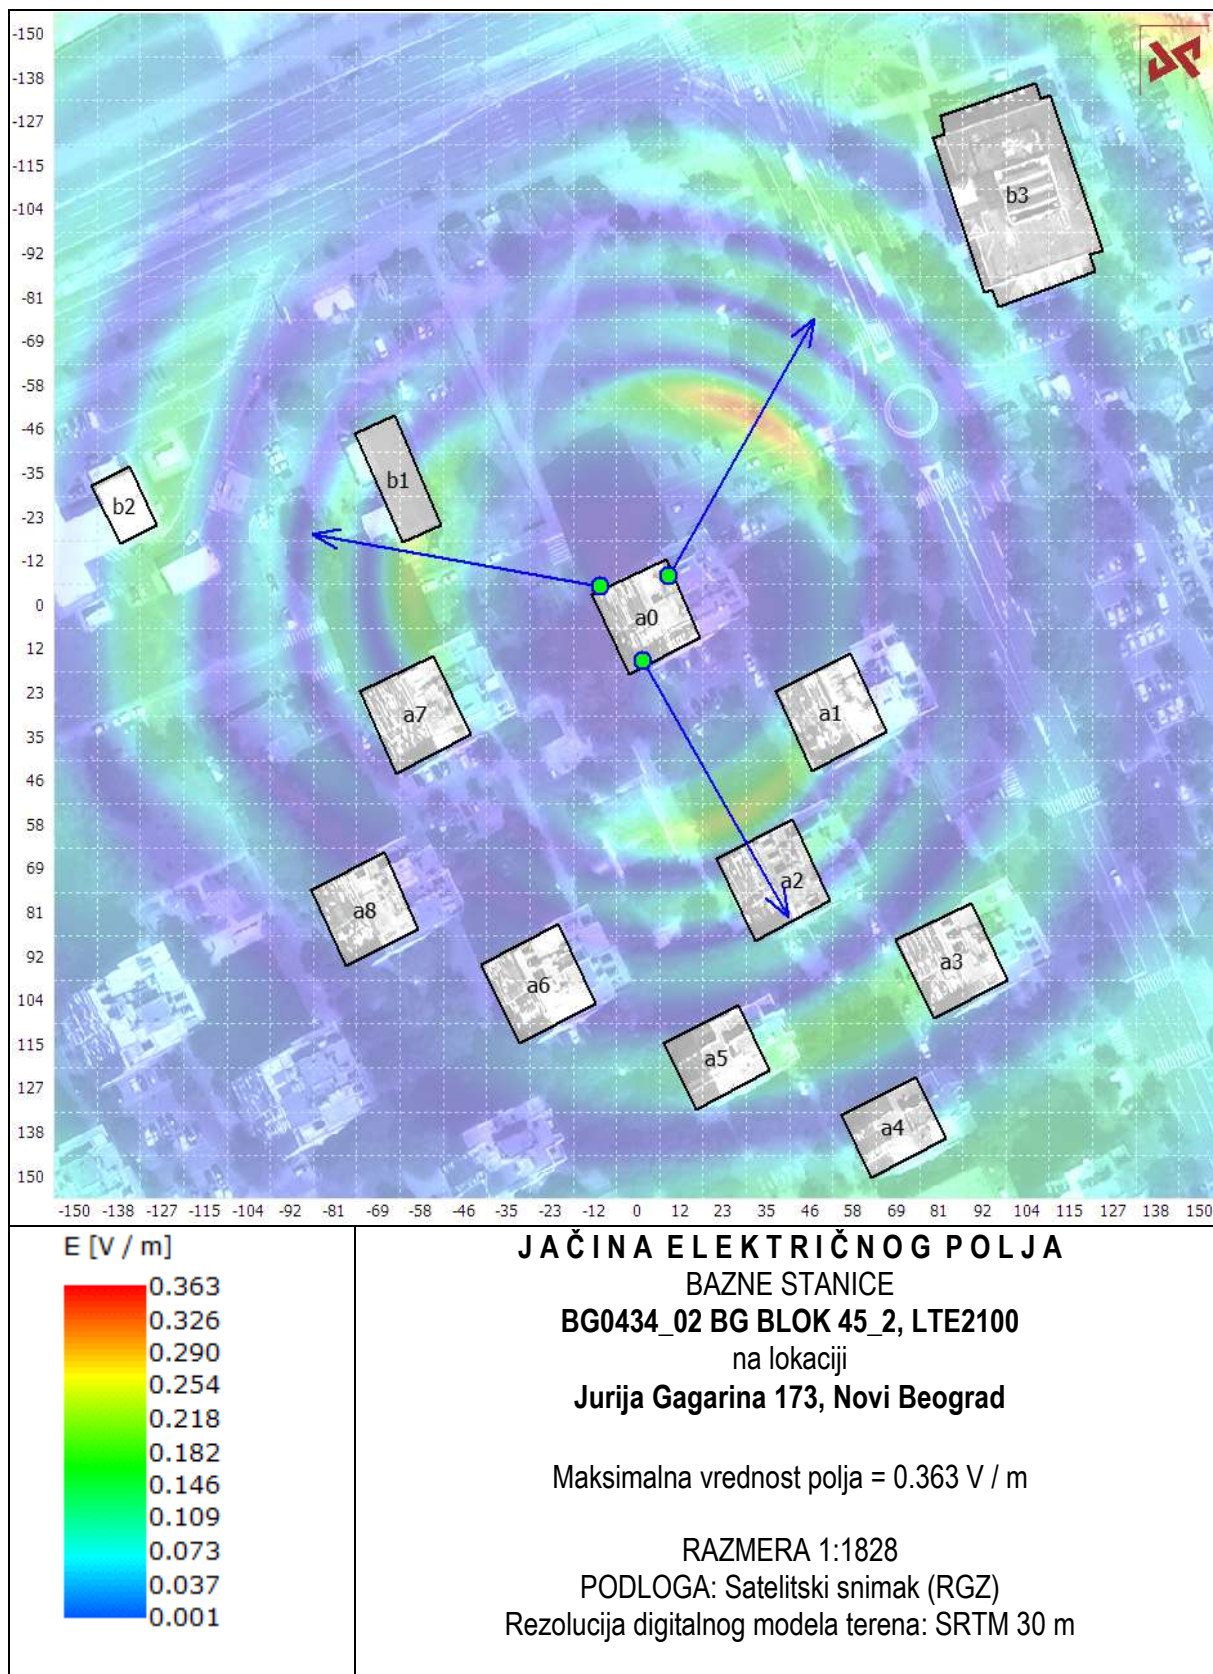 -150
-138
-127
-115
-104
-92
-81
-69
-58
-46
-35
-23
-12
0
12
23
35
46
58
69
81
92
104
115
127
138
150
b3
b1
b2
a0
a7
a1
a8
a2
a6
a3
a5
a4
-150 -138 -127 -115 -104 -92 -81 -69 -58 -46 -35 -23 -12 0 12 23 35 46 58 69 81 92 104 115 127 138 150
E [V / m]
0.363
0.326
0.290
0.254
0.218
0.182
0.146
0.109
0.073
0.037
0.001
J A Č I N A E L E K T R I Č N O G P O L J A
BAZNE STANICE
BG0434_02 BG BLOK 45_2, LTE2100
na lokaciji
Jurija Gagarina 173, Novi Beograd
Maksimalna vrednost polja = 0.363 V / m
RAZMERA 1:1828
PODLOGA: Satelitski snimak (RGZ)
Rezolucija digitalnog modela terena: SRTM 30 m